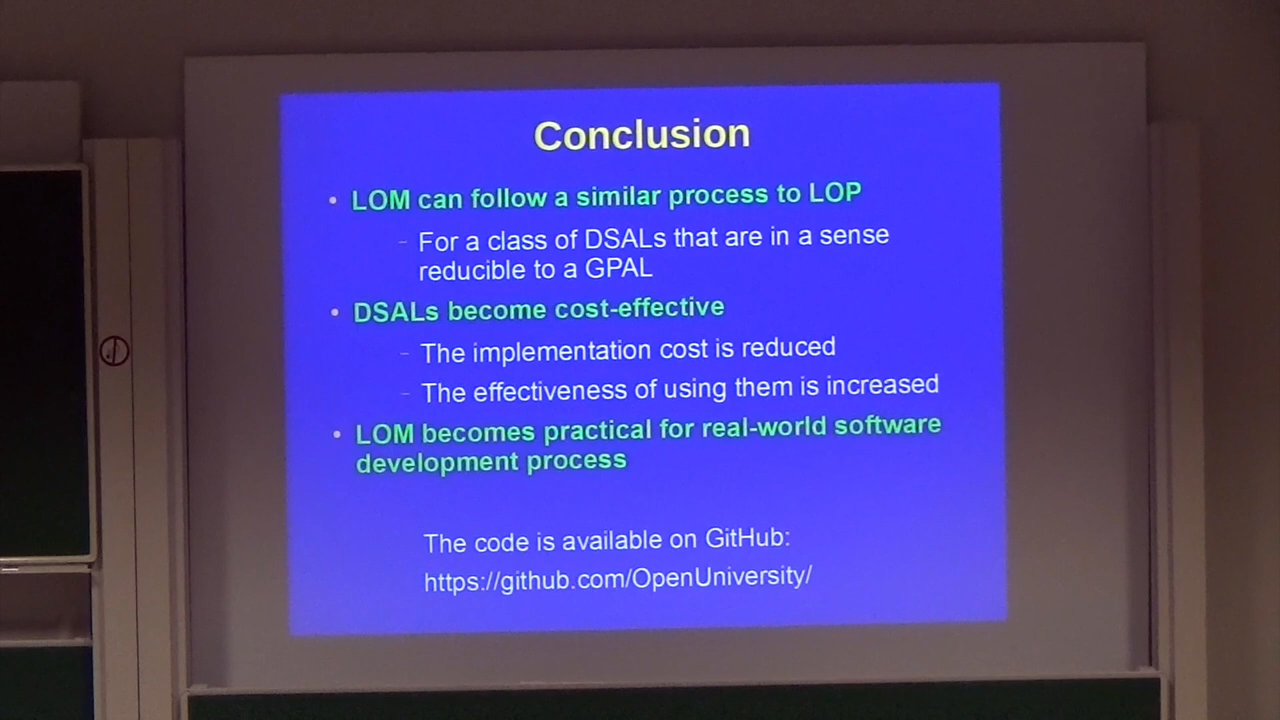 Conclusion
• LOM can follow a similar process to LOP
– For a class of DSALs that are in a sense
reducible to a GPAL
• DSALs become cost-effective
– The implementation cost is reduced
– The effectiveness of using them is increased
• LOM becomes practical for real-world software
development process
The code is available on GitHub:
https://github.com/OpenUniversity/